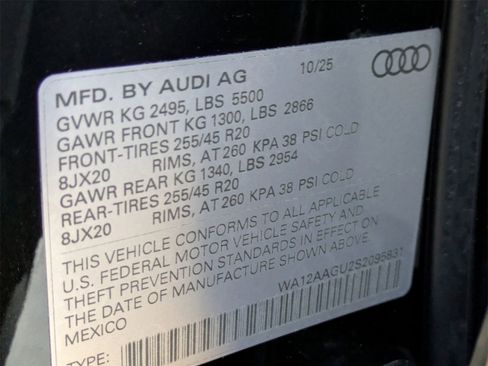 MFD. BY AUDI AG 10/25
GVWR KG 2495, LBS 5500
GAWR FRONT KG 1300, LBS 2866
FRONT-TIRES 255/45 R20
8JX20 RIMS, AT 260 KPA 38 PSI COLD
GAWR REAR KG 1340, LBS 2954
REAR-TIRES 255/45 R20
8JX20 RIMS, AT 260 KPA 38 PSI COLD
THIS VEHICLE CONFORMS TO ALL APPLICABLE
U.S. FEDERAL MOTOR VEHICLE SAFETY AND
THEFT PREVENTION STANDARDS IN EFFECT ON
THE DATE OF MANUFACTURE SHOWN ABOVE.
MEXICO WA12AAGU2S2095831
TYPE: